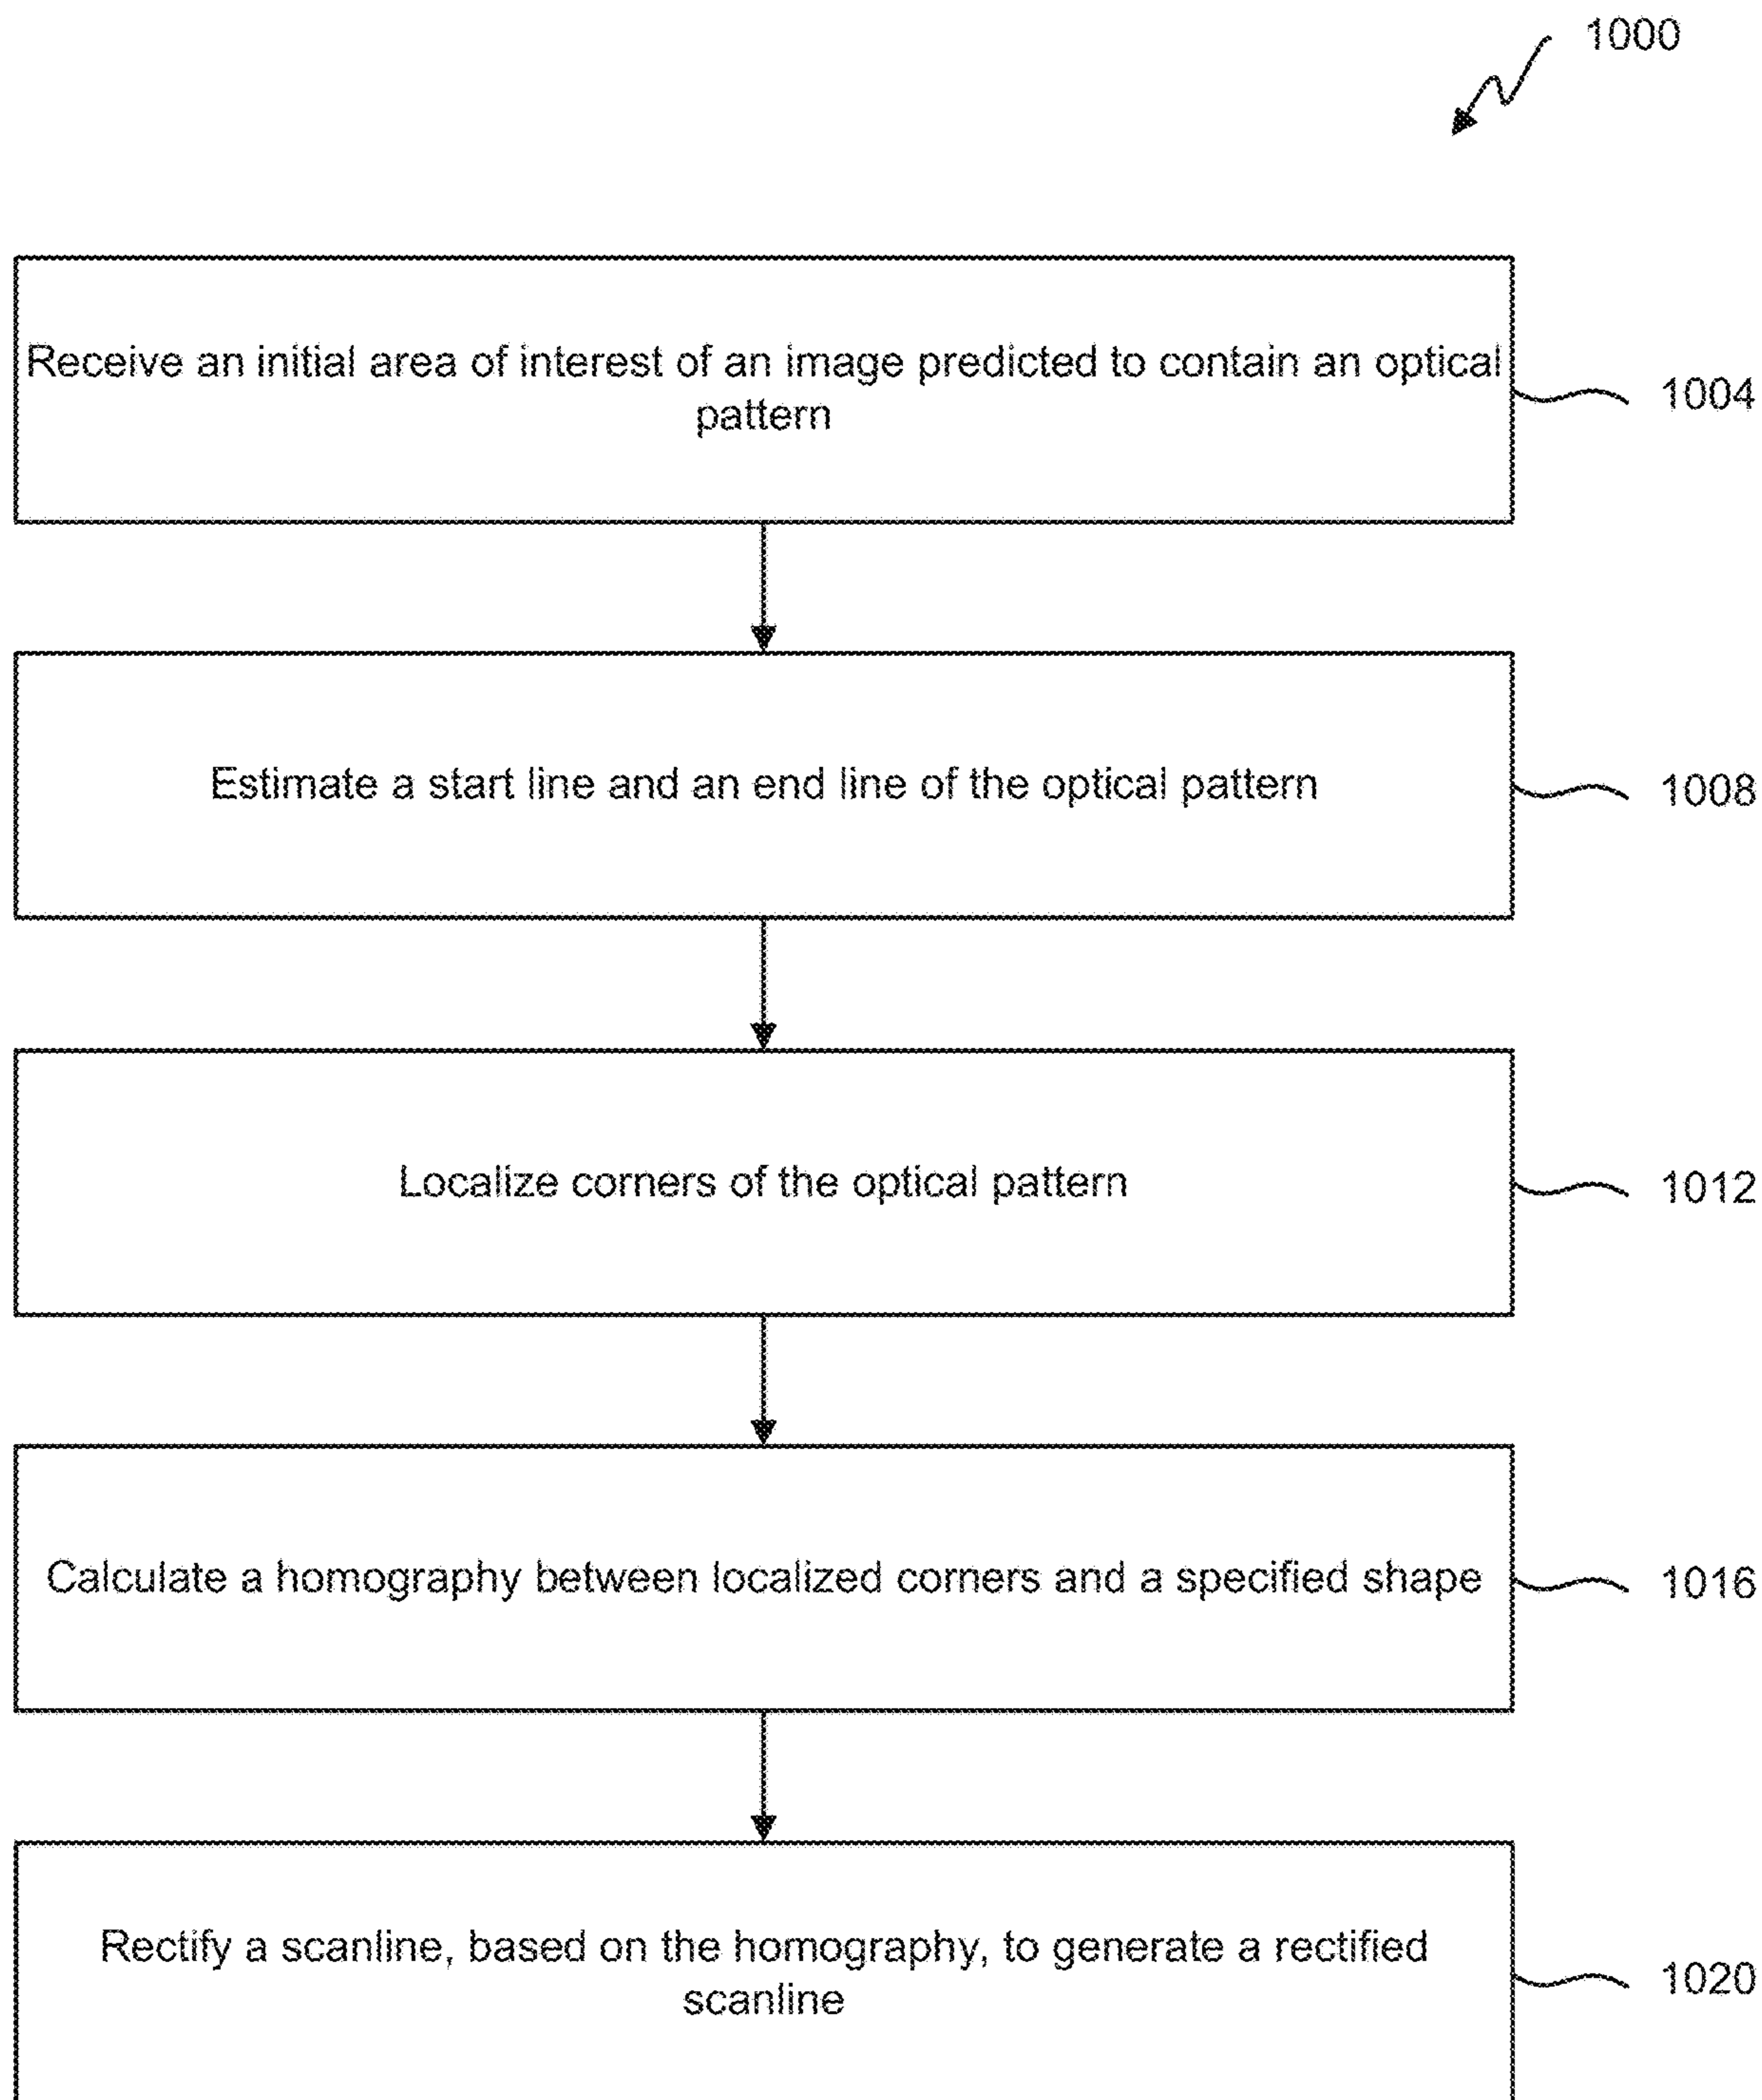 1000
Receive an initial area of interest of an image predicted to contain an optical
pattern
1004
Estimate a start line and an end line of the optical pattern
1008
Localize corners of the optical pattern
1012
Calculate a homography between localized corners and a specified shape
1016
Rectify a scanline, based on the homography, to generate a rectified
scanline
1020